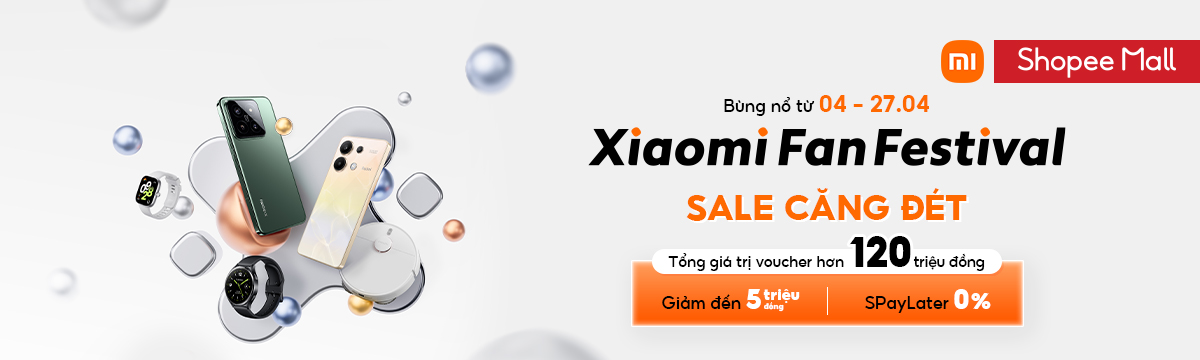 mi
Shopee Mall
Bùng nổ từ 04 - 27.04
Xiaomi Fan Festival
SALE CĂNG ĐÉT
Tổng giá trị voucher hơn 120 triệu đồng
Giảm đến 5 triệu đồng
SPayLater 0%